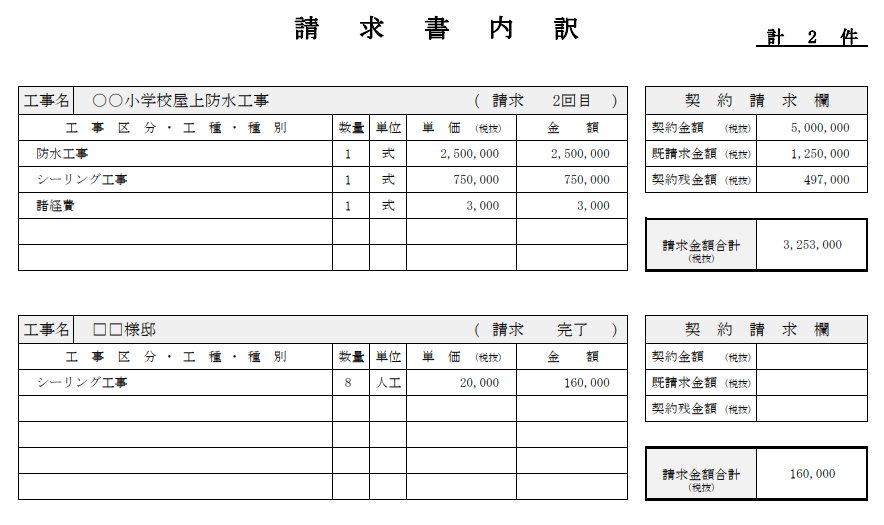 請求書内訳
計 2 件
工事名 〇〇小学校屋上防水工事 ( 請求 2回目 )
工事区分・工種・種別 数量 単位 単価 (税抜) 金額
防水工事 1 式 2,500,000 2,500,000
シーリング工事 1 式 750,000 750,000
諸経費 1 式 3,000 3,000
契約請求欄
契約金額 (税抜) 5,000,000
既請求金額 (税抜) 1,250,000
契約残金額 (税抜) 497,000
請求金額合計 3,253,000
(税抜)
工事名 □□様邸 ( 請求 完了 )
工事区分・工種・種別 数量 単位 単価 (税抜) 金額
シーリング工事 8 人工 20,000 160,000
契約請求欄
契約金額 (税抜)
既請求金額 (税抜)
契約残金額 (税抜)
請求金額合計 160,000
(税抜)